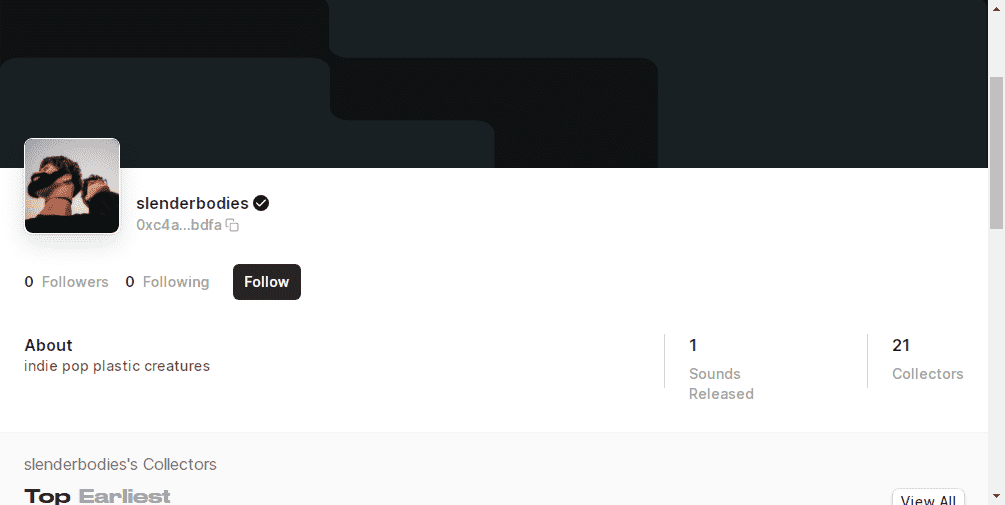 slenderbodies
0xc4a...bdfa
0 Followers 0 Following Follow
About
indie pop plastic creatures
1
Sounds
Released
21
Collectors
slenderbodies's Collectors
Top Earliest
View All